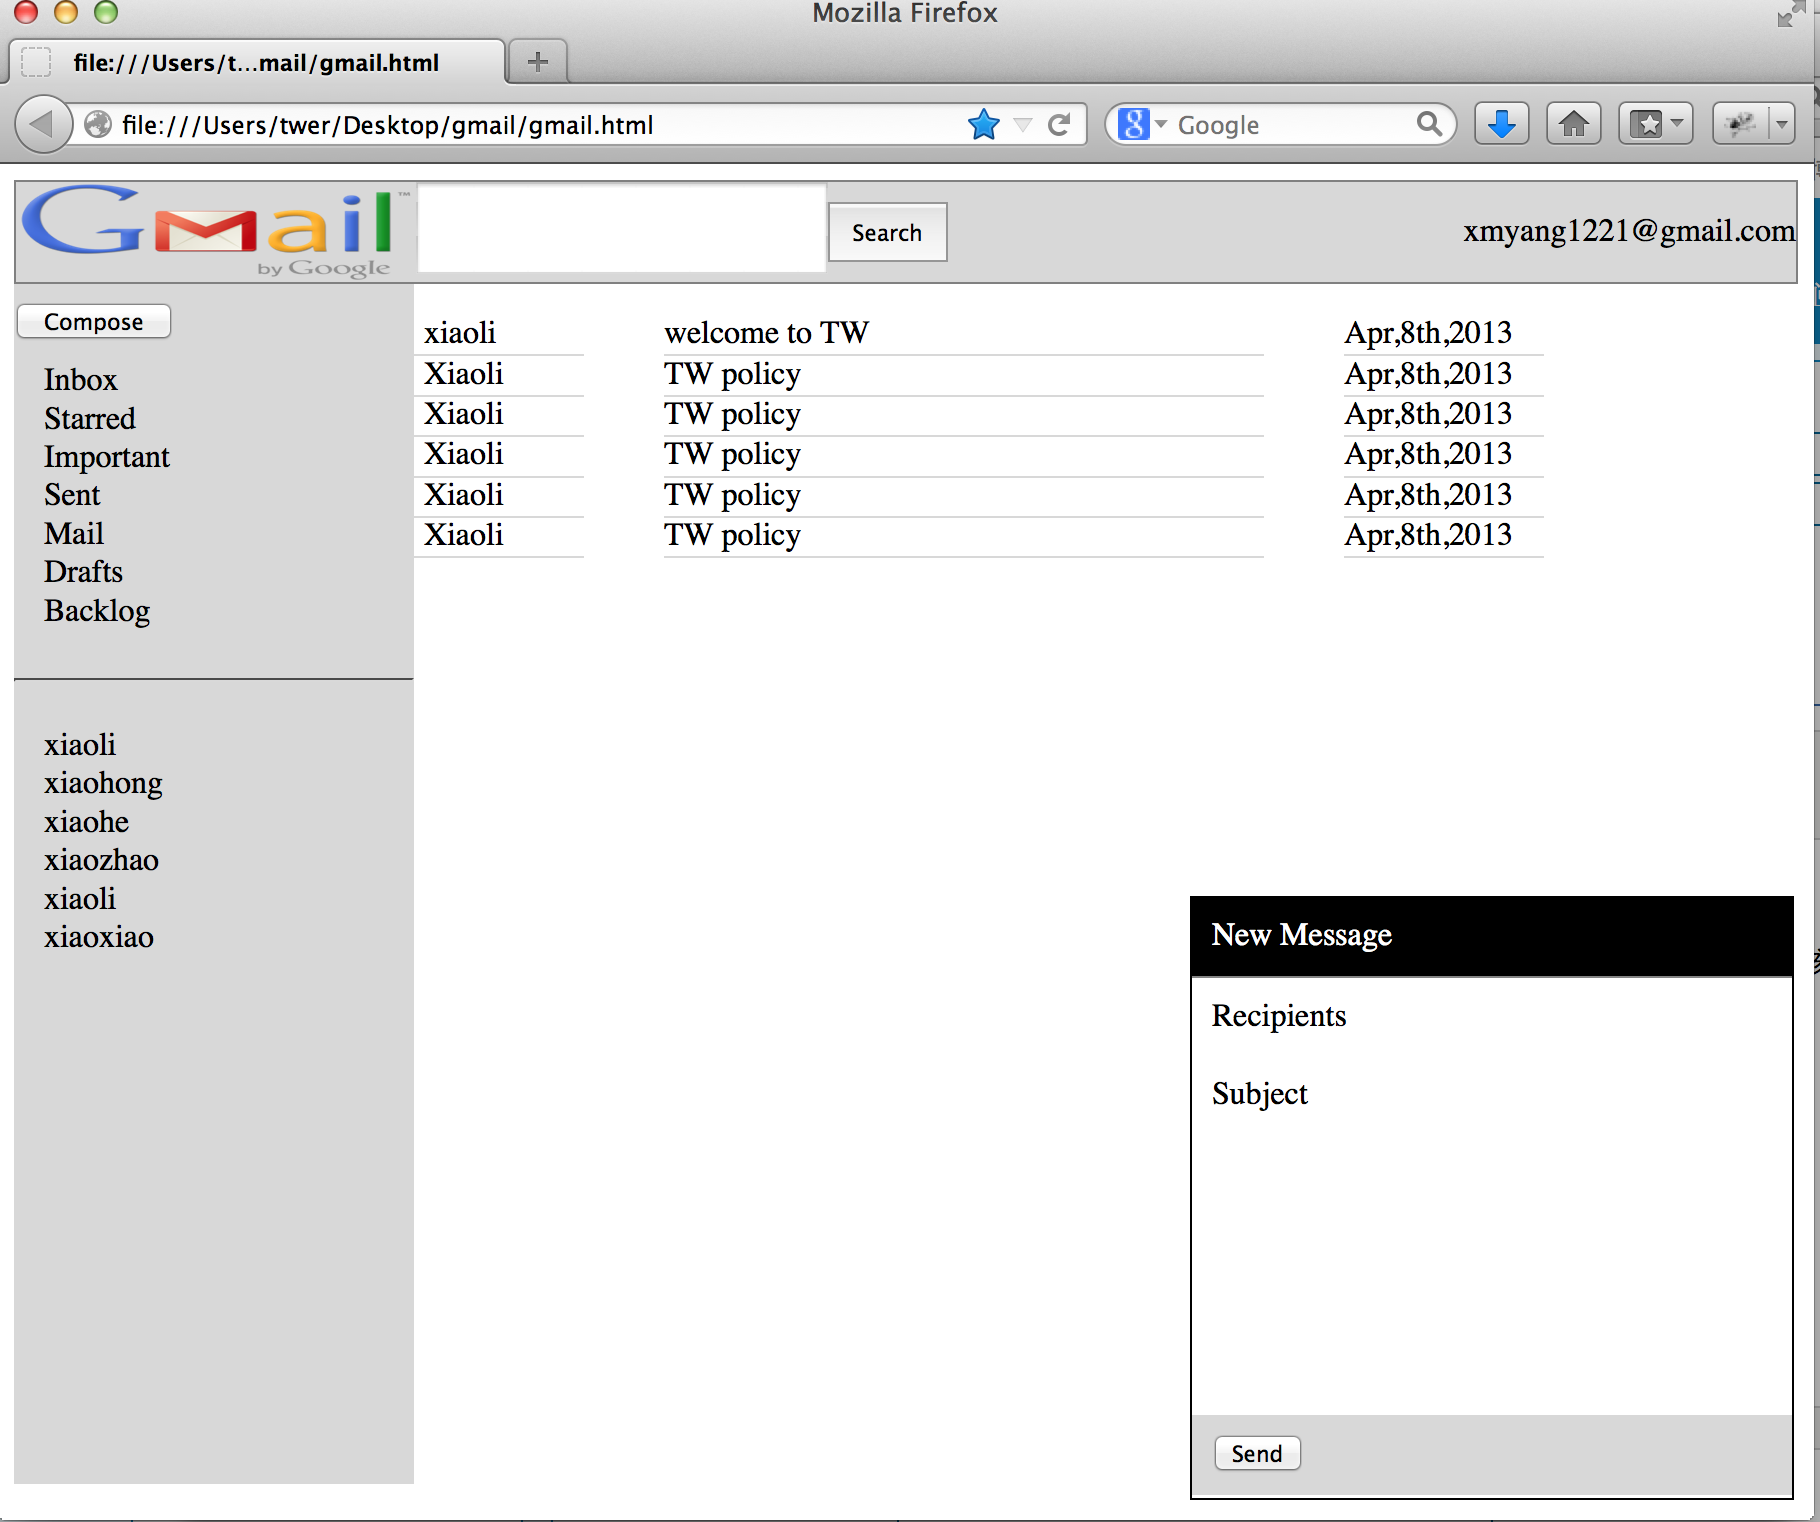 Mozilla Firefox
file:///Users/t...mail/gmail.html
file:///Users/twer/Desktop/gmail/gmail.html
Google
Gmail™
by Google
Search
xmyang1221@gmail.com
Compose
xiaoli welcome to TW Apr,8th,2013
Xiaoli TW policy Apr,8th,2013
Xiaoli TW policy Apr,8th,2013
Xiaoli TW policy Apr,8th,2013
Xiaoli TW policy Apr,8th,2013
Xiaoli TW policy Apr,8th,2013
Inbox
Starred
Important
Sent
Mail
Drafts
Backlog
xiaoli
xiaohong
xiaohe
xiaozhao
xiaoli
xiaoxiao
New Message
Recipients
Subject
Send